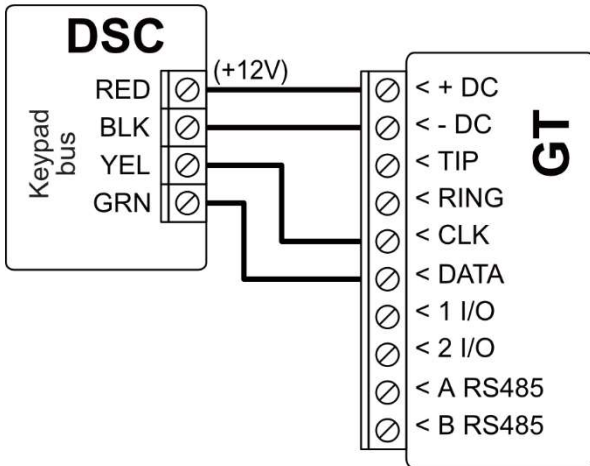 DSC
Keypad
bus
RED
BLK
YEL
GRN
(+12V)
GT
< + DC
< - DC
< TIP
< RING
< CLK
< DATA
< 1 I/O
< 2 I/O
< A RS485
< B RS485